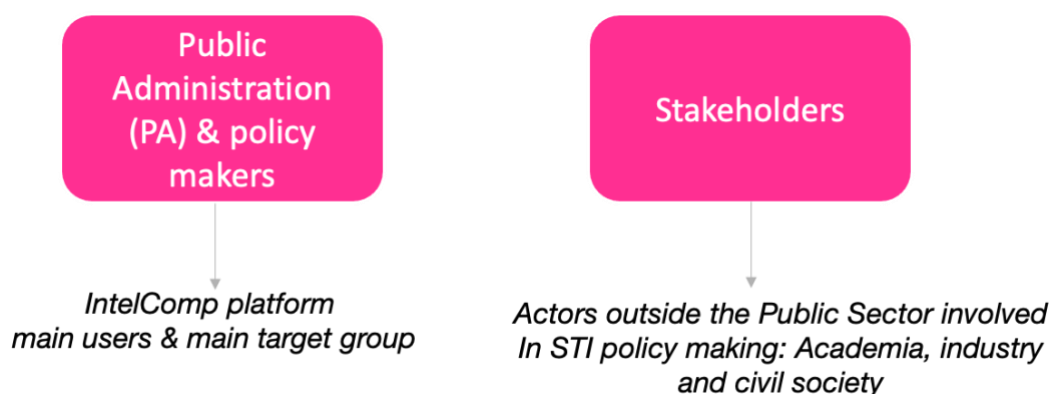 Public
Administration
(PA) & policy
makers
Stakeholders
IntelComp platform
main users & main target group
Actors outside the Public Sector involved
In STI policy making: Academia, industry
and civil society